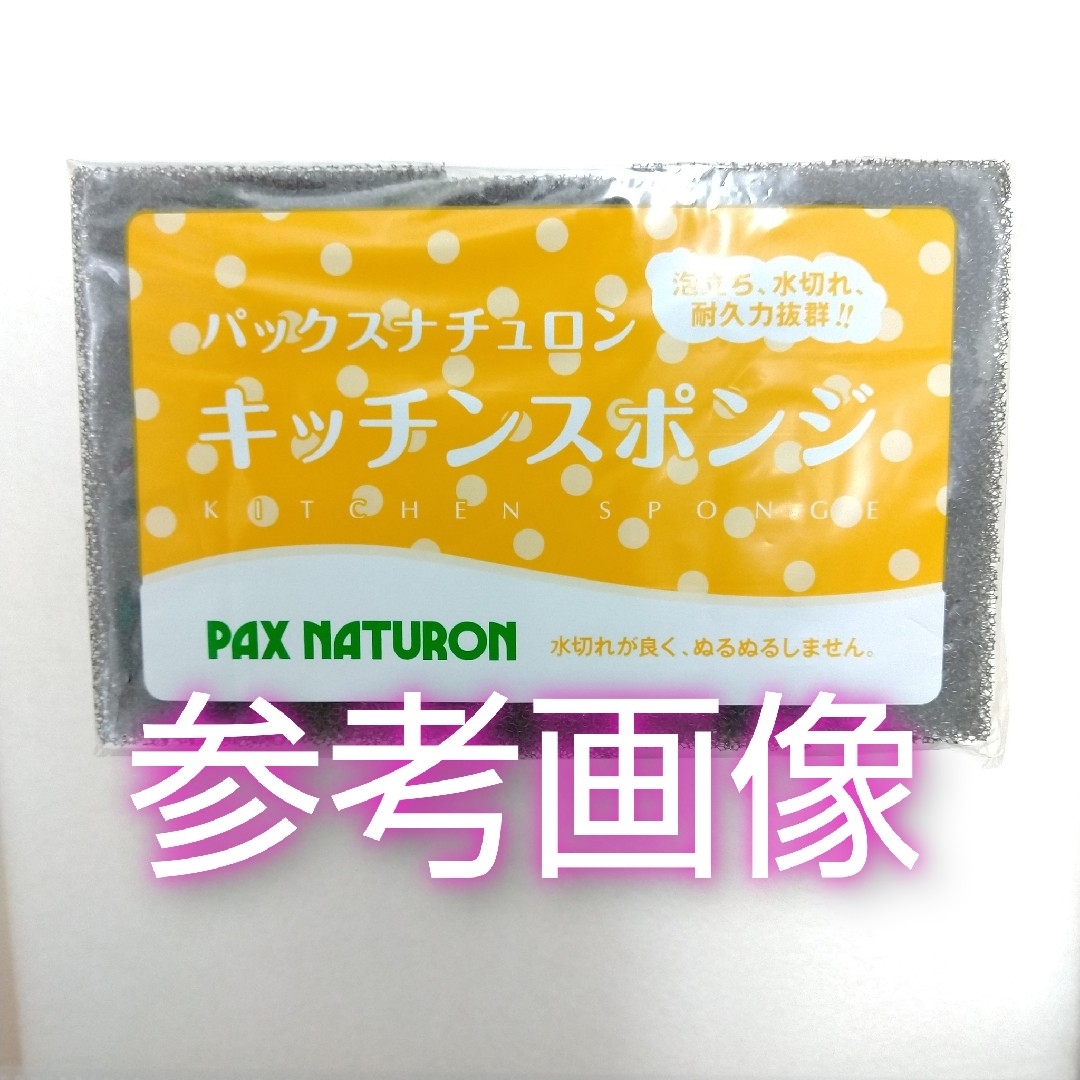 泡立ち、水切れ、
耐久力抜群!!
パックスナチュロン
キッチンスポンジ
KITCHEN SPONGE
PAX NATURON
水切れが良く、ぬるぬるしません。
参考画像